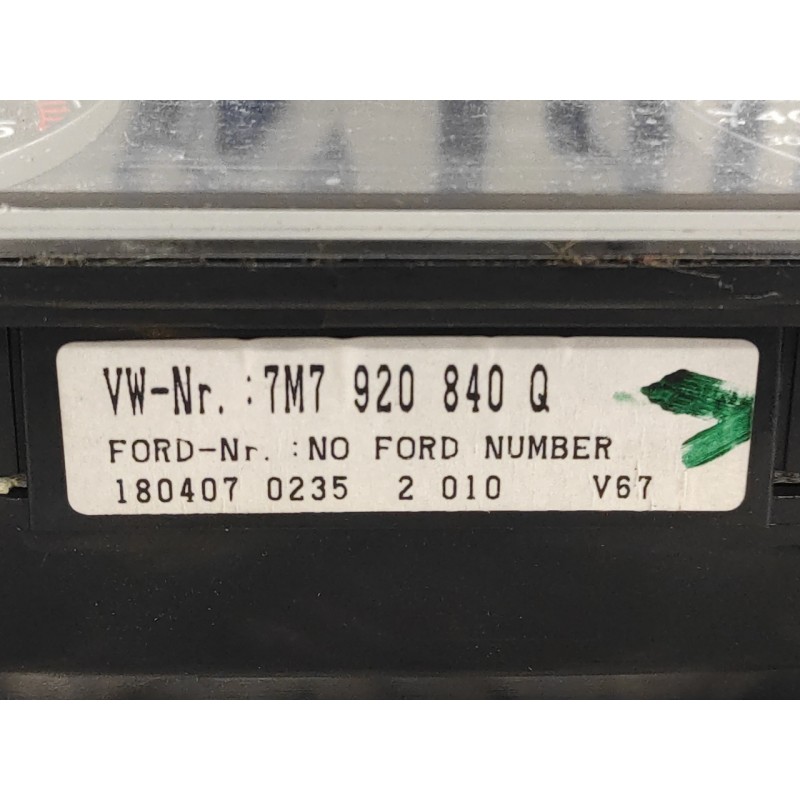 VW-Nr. :7M7 920 840 Q
FORD-Nr. :NO FORD NUMBER
180407 0235 2 010 V67